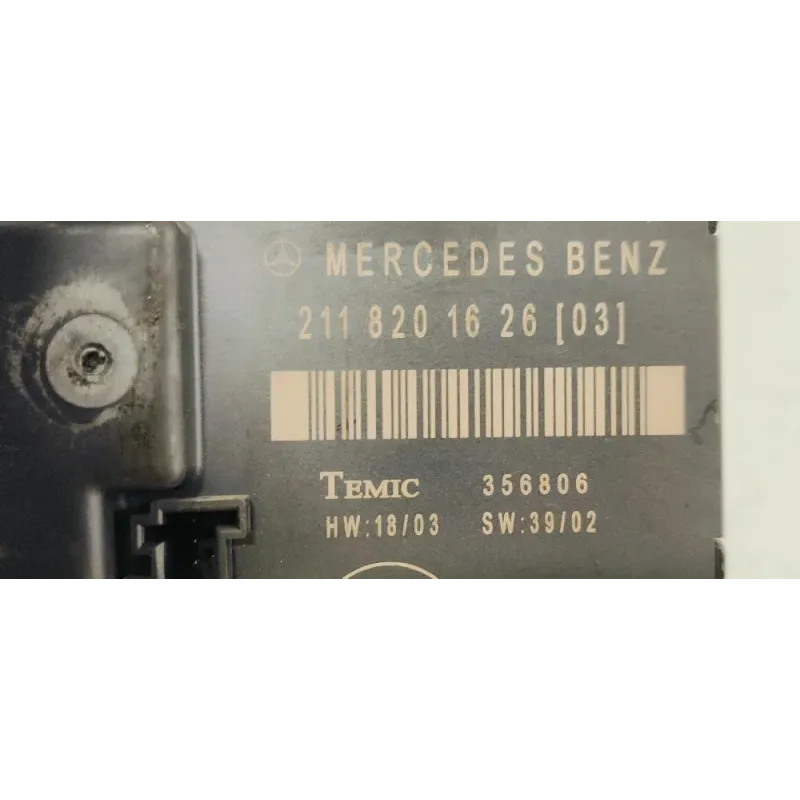 MERCEDES BENZ
211 820 16 26 [03]
TEMIC 356806
HW:18/03 SW:39/02